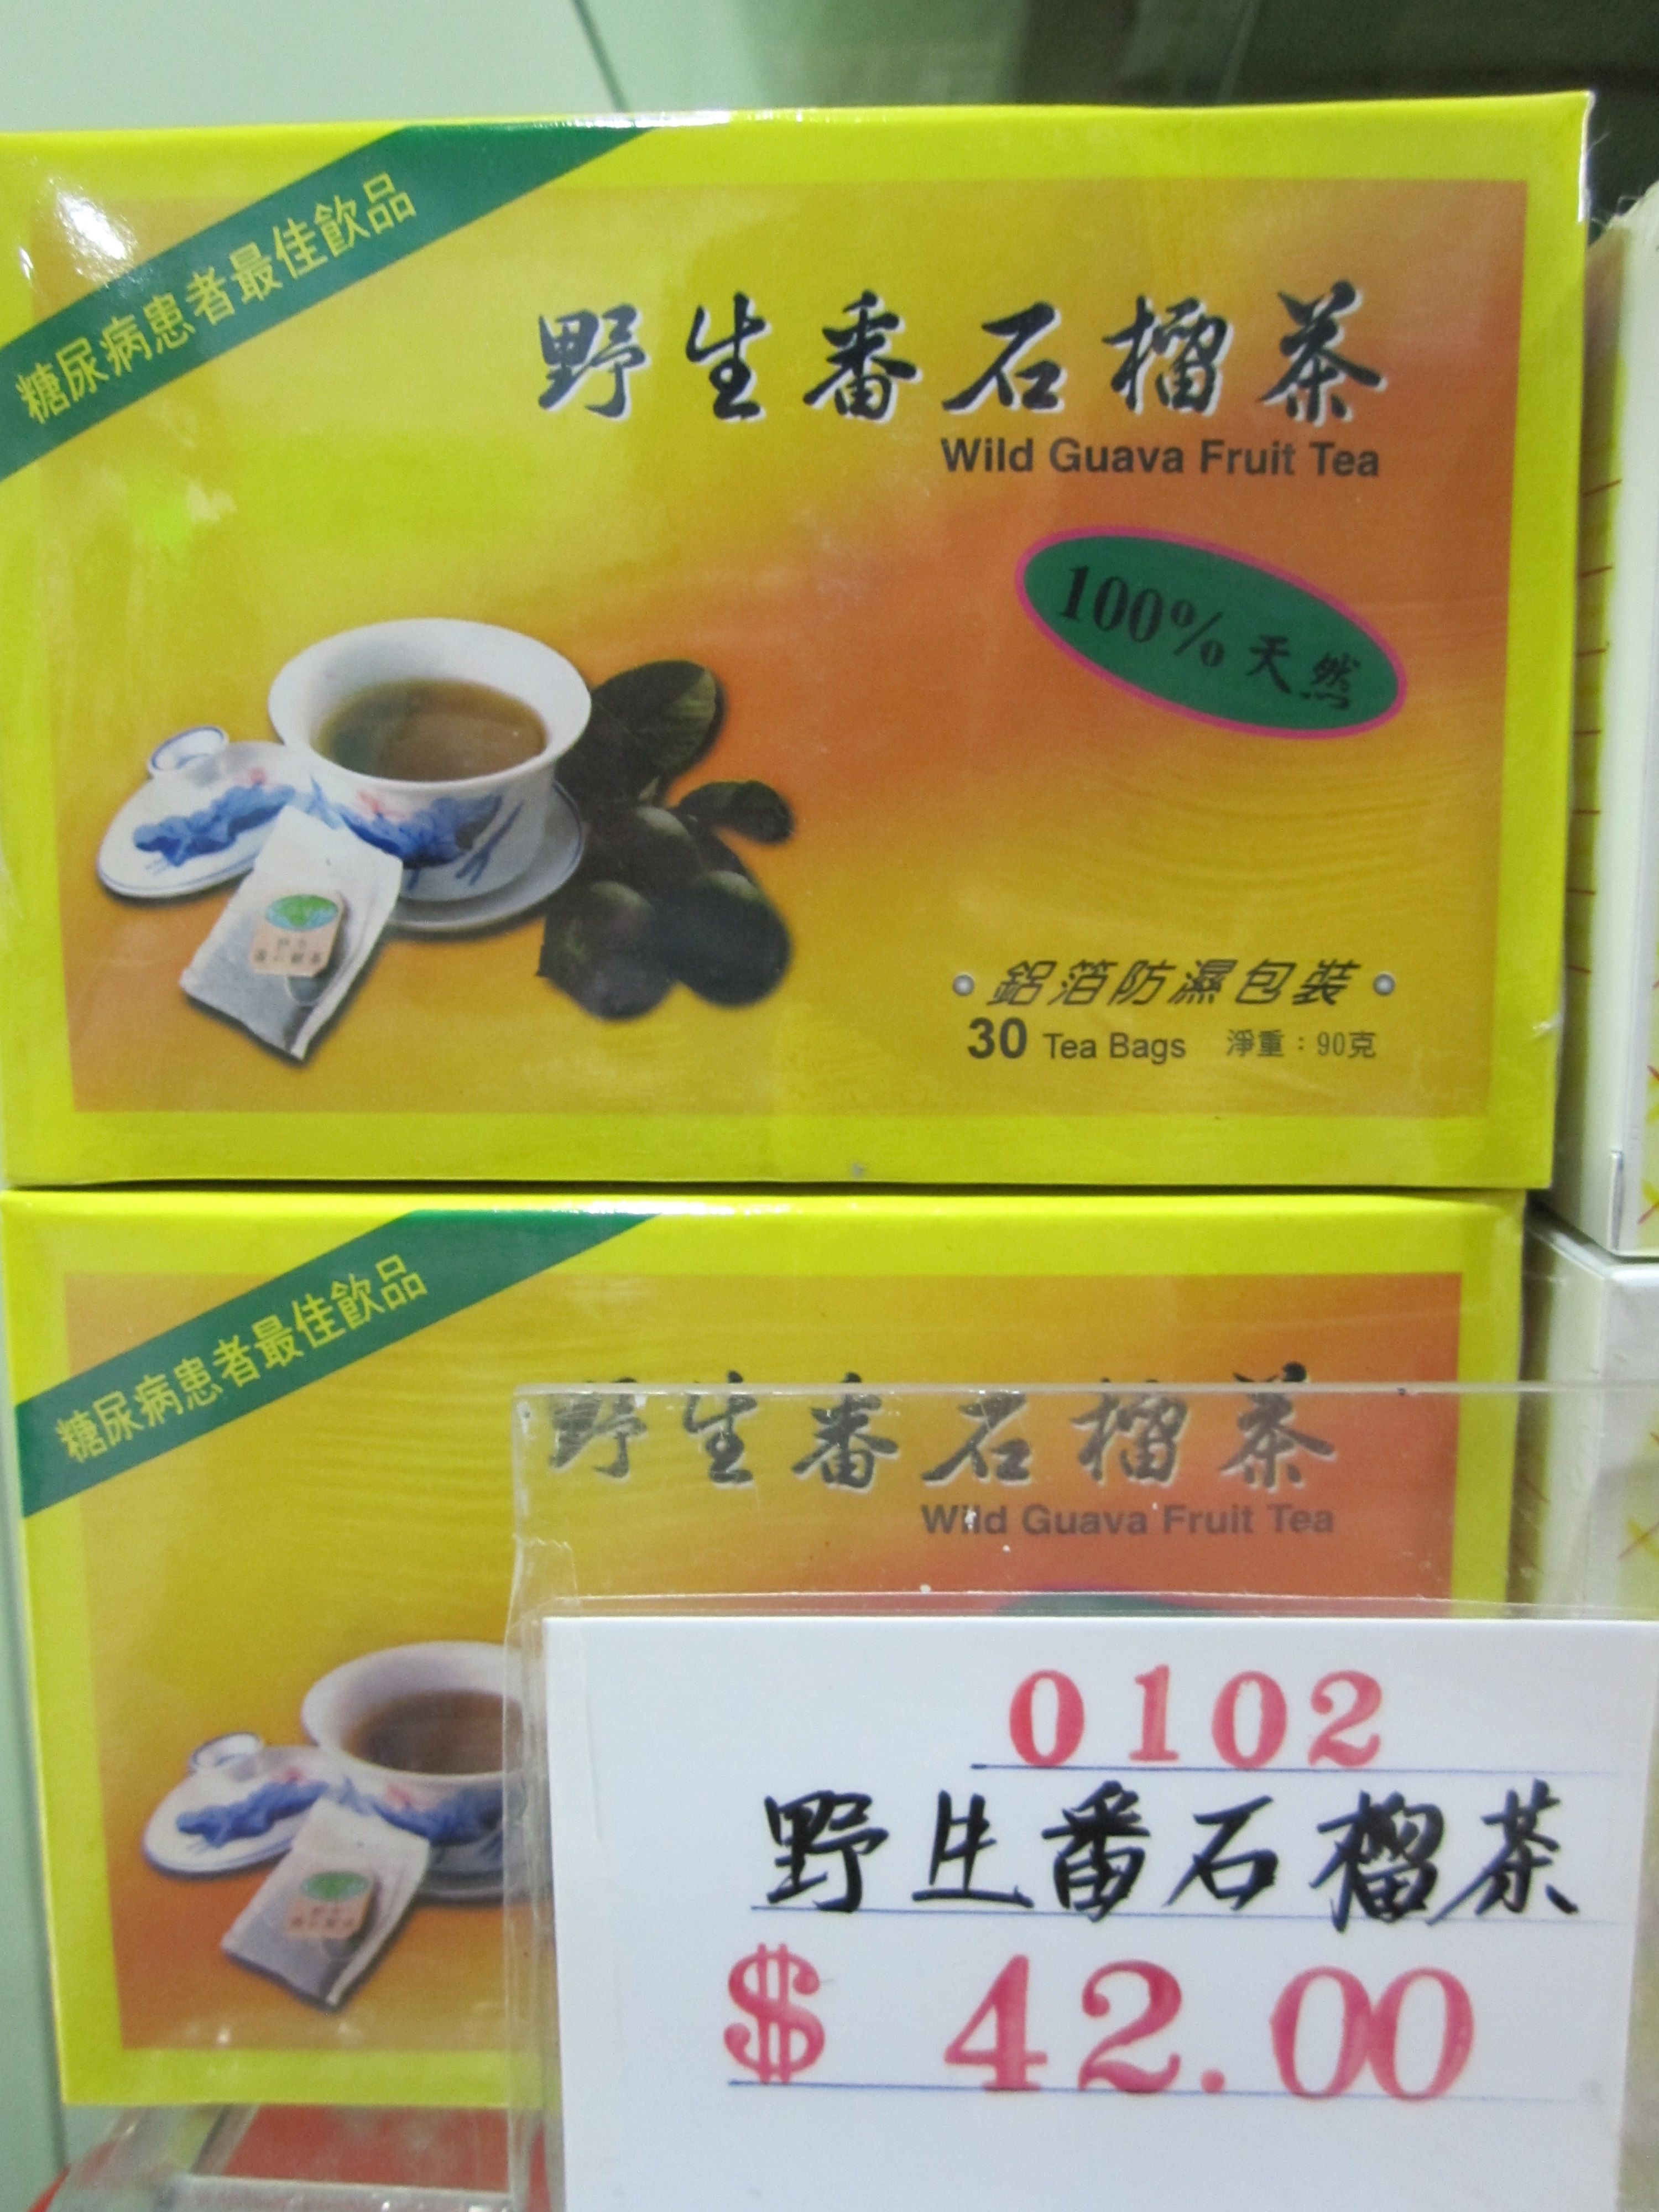 糖尿病患者最佳飲品
野生番石榴茶
Wild Guava Fruit Tea
100% 天然
鋁箔防濕包裝
30 Tea Bags 淨重：90克
糖尿病患者最佳飲品
野生番石榴茶
Wild Guava Fruit Tea
0102
野生番石榴茶
$ 42.00